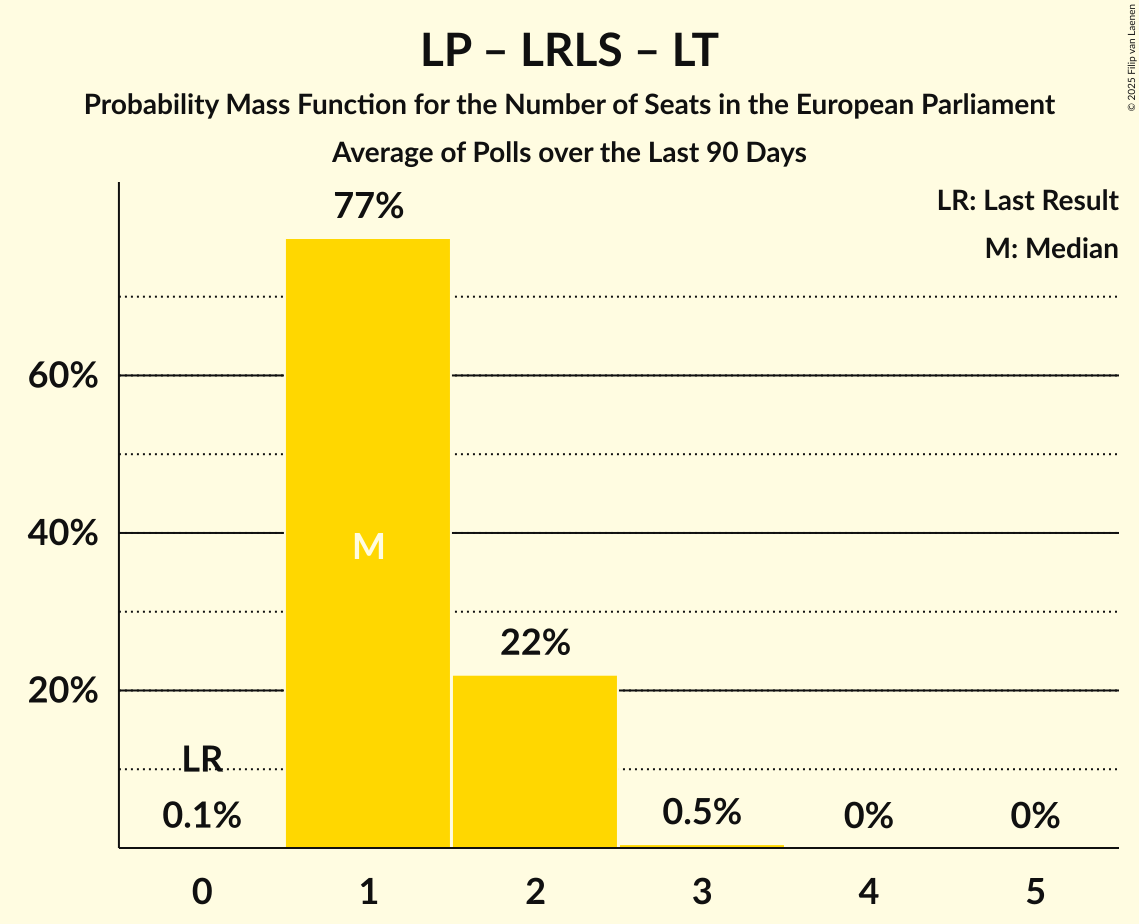 LP – LRLS – LT
Probability Mass Function for the Number of Seats in the European Parliament
Average of Polls over the Last 90 Days
© 2025 Filip van Laenen
LR: Last Result
M: Median
77%
60%
M
40%
22%
20%
LR
0.1%
0.5%
0%
0%
0
1
2
3
4
5